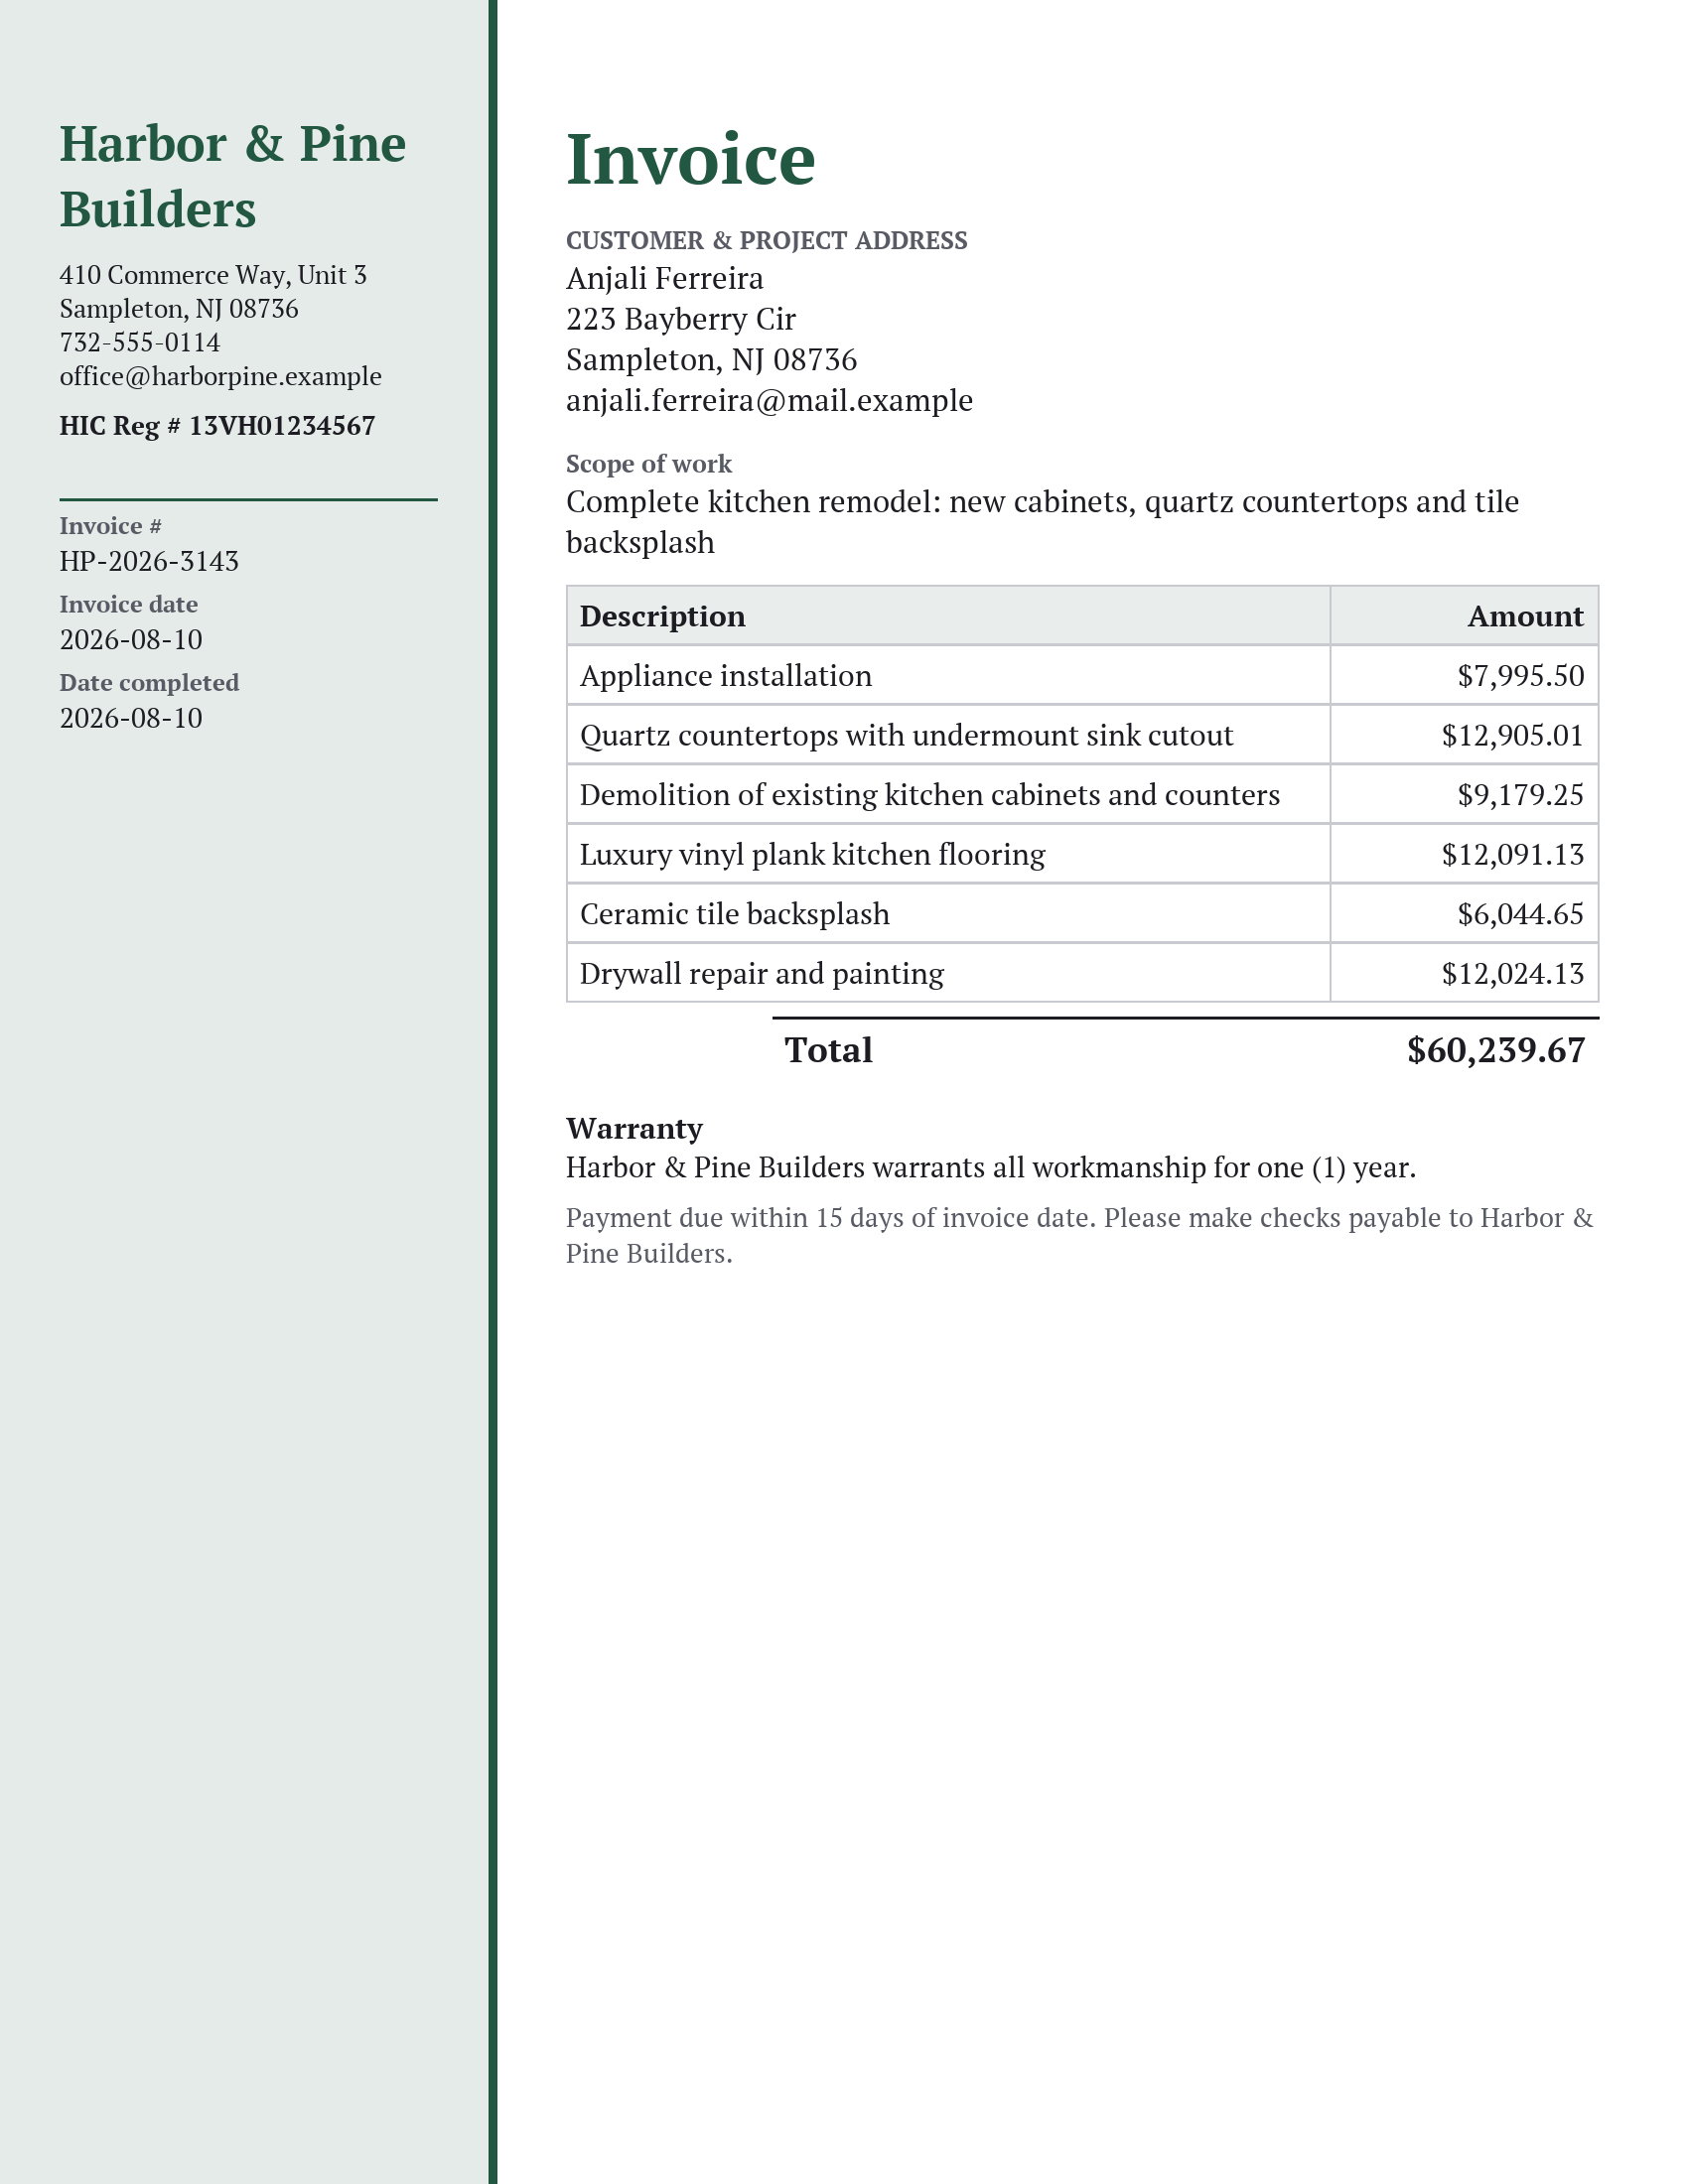 Harbor & Pine
Builders
410 Commerce Way, Unit 3
Sampleton, NJ 08736
732-555-0114
office@harborpine.example
HIC Reg # 13VH01234567
Invoice #
HP-2026-3143
Invoice date
2026-08-10
Date completed
2026-08-10
Invoice
CUSTOMER & PROJECT ADDRESS
Anjali Ferreira
223 Bayberry Cir
Sampleton, NJ 08736
anjali.ferreira@mail.example
Scope of work
Complete kitchen remodel: new cabinets, quartz countertops and tile
backsplash
Description Amount
Appliance installation $7,995.50
Quartz countertops with undermount sink cutout $12,905.01
Demolition of existing kitchen cabinets and counters $9,179.25
Luxury vinyl plank kitchen flooring $12,091.13
Ceramic tile backsplash $6,044.65
Drywall repair and painting $12,024.13
Total $60,239.67
Warranty
Harbor & Pine Builders warrants all workmanship for one (1) year.
Payment due within 15 days of invoice date. Please make checks payable to Harbor &
Pine Builders.